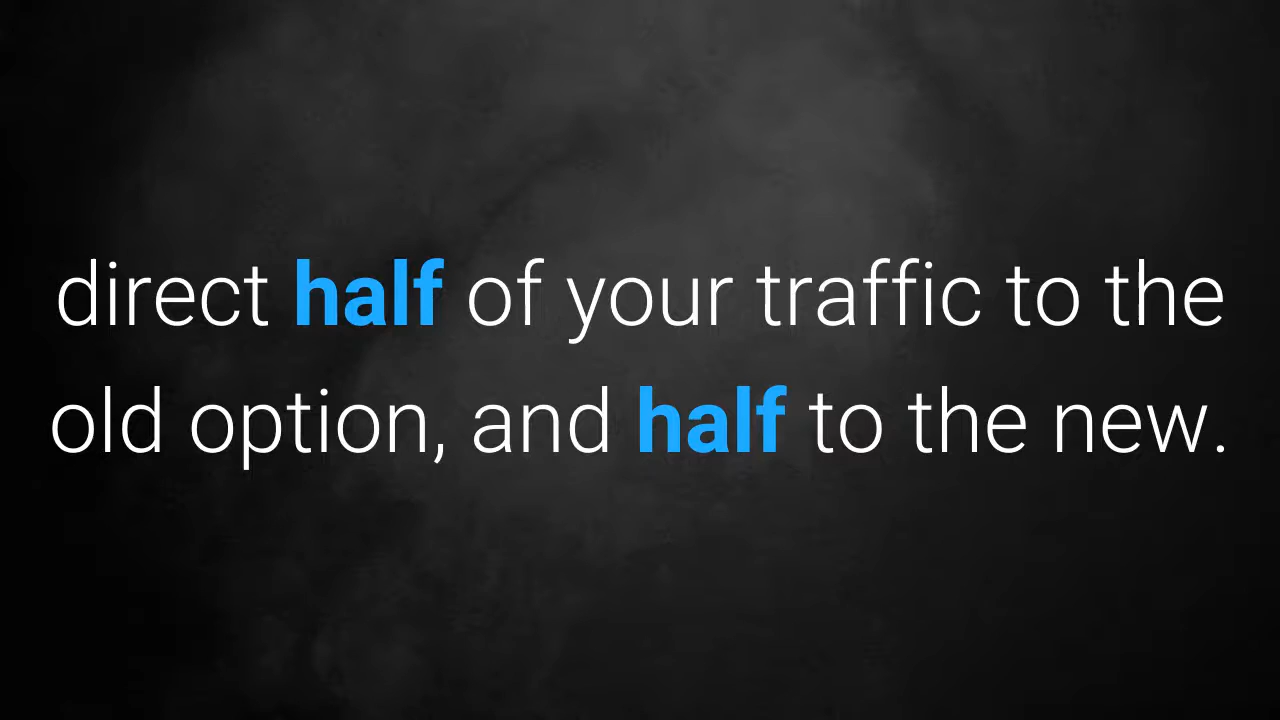 direct half of your traffic to the
old option, and half to the new.